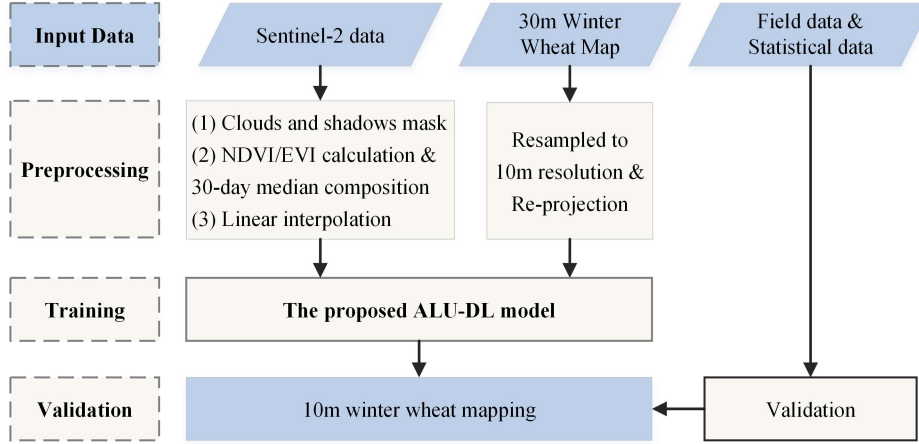 Input Data
Sentinel-2 data
30m Winter
Wheat Map
Field data &
Statistical data
Preprocessing
(1) Clouds and shadows mask
(2) NDVI/EVI calculation &
30-day median composition
(3) Linear interpolation
Resampled to
10m resolution &
Re-projection
Training
The proposed ALU-DL model
Validation
10m winter wheat mapping
Validation